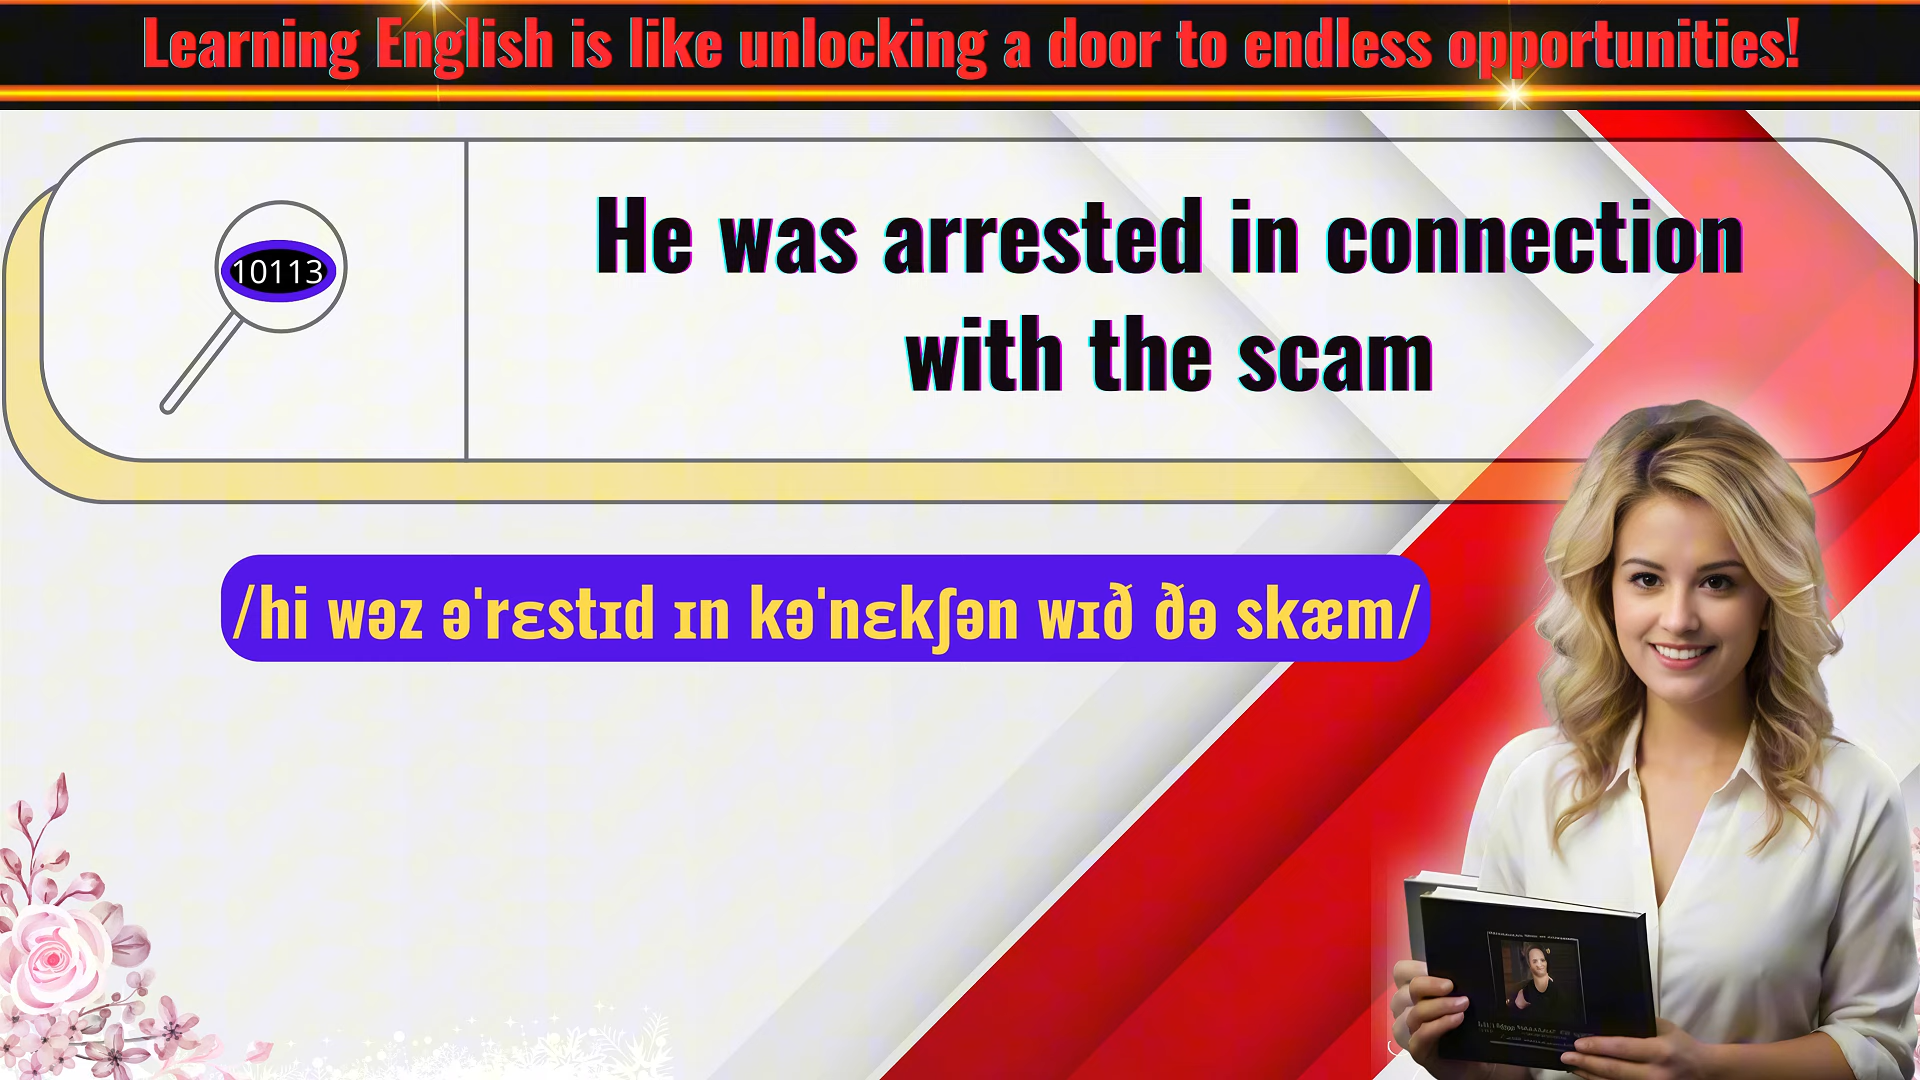 Learning English is like unlocking a door to endless opportunities!
10113
He was arrested in connection
with the scam
/hi wəz əˈrɛstɪd ɪn kəˈnɛkʃən wɪð ðə skæm/